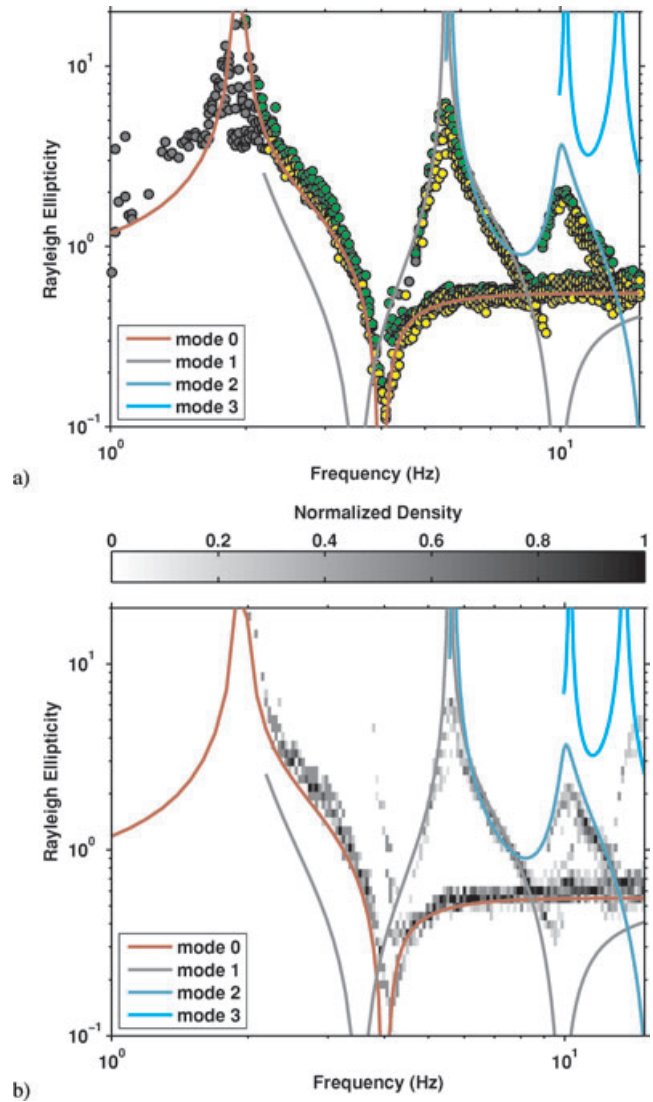 10¹
10⁰
10⁻¹
Rayleigh Ellipticity
mode 0
mode 1
mode 2
mode 3
10⁰
10¹
Frequency (Hz)
a)
Normalized Density
0 0.2 0.4 0.6 0.8 1
10¹
10⁰
10⁻¹
Rayleigh Ellipticity
mode 0
mode 1
mode 2
mode 3
10⁰
10¹
Frequency (Hz)
b)